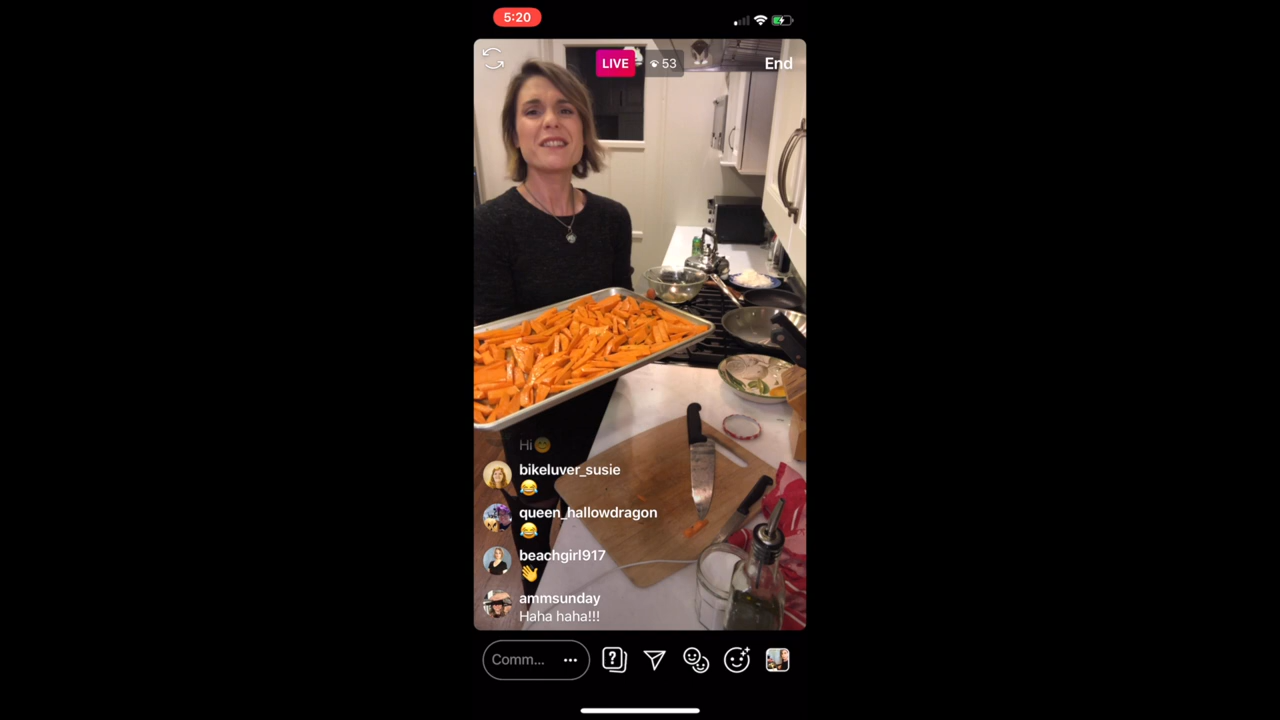 5:20
LIVE 53
End
Hi😊
bikeluver_susie
😂
queen_hallowdragon
😂
beachgirl917
👋
ammsunday
Haha haha!!!
Comm... •••